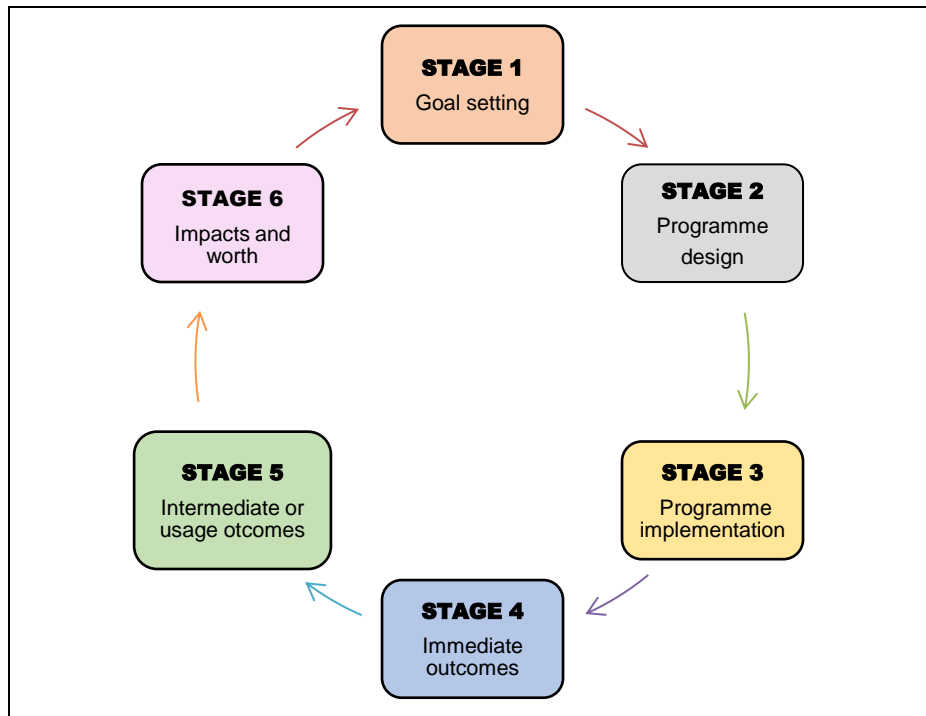 STAGE 1
Goal setting
STAGE 2
Programme
design
STAGE 3
Programme
implementation
STAGE 4
Immediate
outcomes
STAGE 5
Intermediate or
usage otcomes
STAGE 6
Impacts and
worth